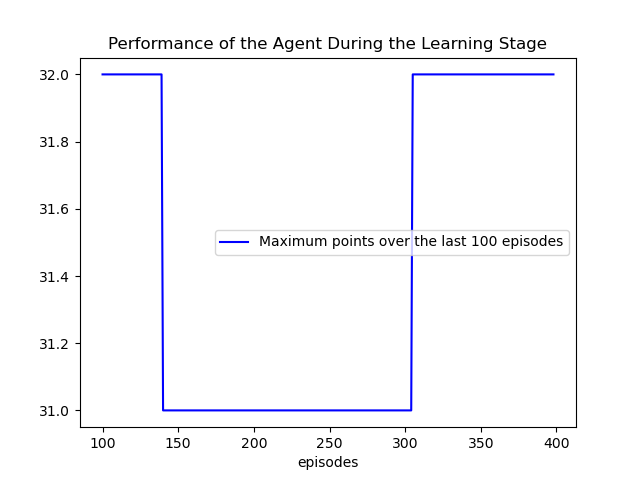 Performance of the Agent During the Learning Stage
32.0
31.8
31.6
31.4
31.2
31.0
Maximum points over the last 100 episodes
100 150 200 250 300 350 400
episodes